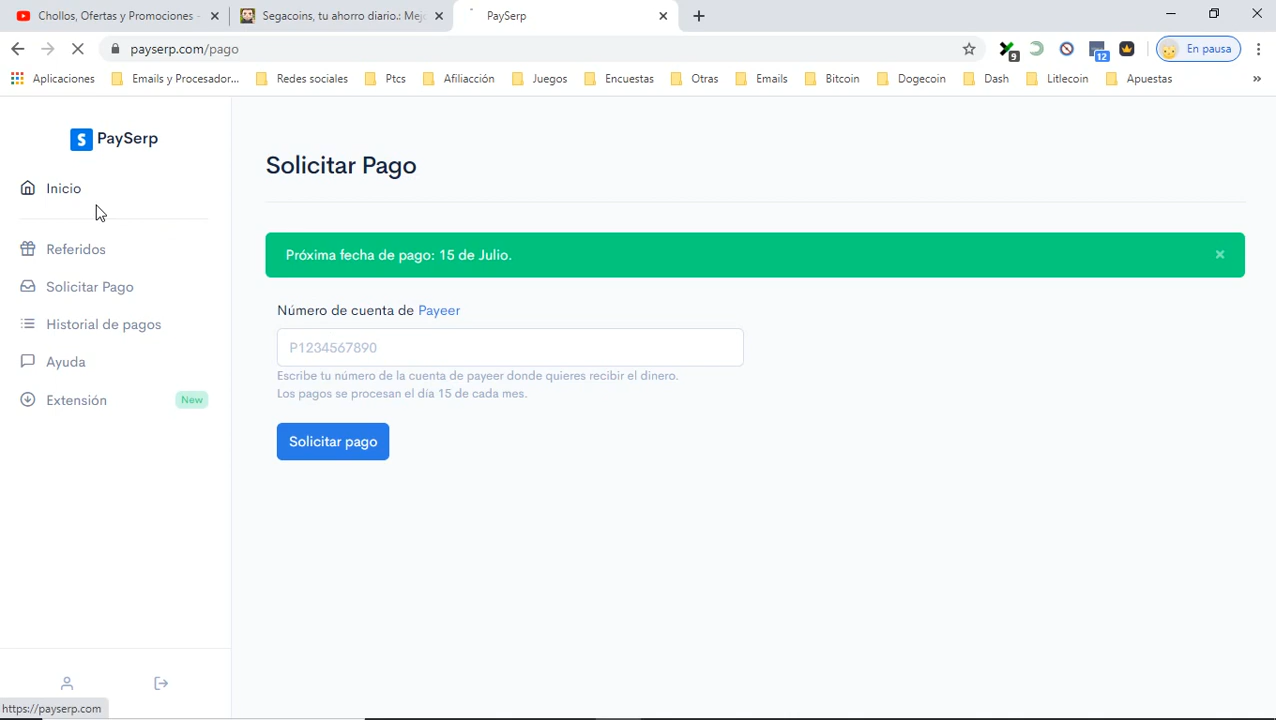 Chollos, Ofertas y Promociones -
Segacoins, tu ahorro diario.: Mejo
PaySerp
payserp.com/pago
9
12
En pausa
Aplicaciones
Emails y Procesador...
Redes sociales
Ptcs
Afiliacción
Juegos
Encuestas
Otras
Emails
Bitcoin
Dogecoin
Dash
Litlecoin
Apuestas
»
S PaySerp
Inicio
Referidos
Solicitar Pago
Historial de pagos
Ayuda
Extensión
New
https://payserp.com
Solicitar Pago
Próxima fecha de pago: 15 de Julio.
×
Número de cuenta de Payeer
P1234567890
Escribe tu número de la cuenta de payeer donde quieres recibir el dinero.
Los pagos se procesan el día 15 de cada mes.
Solicitar pago